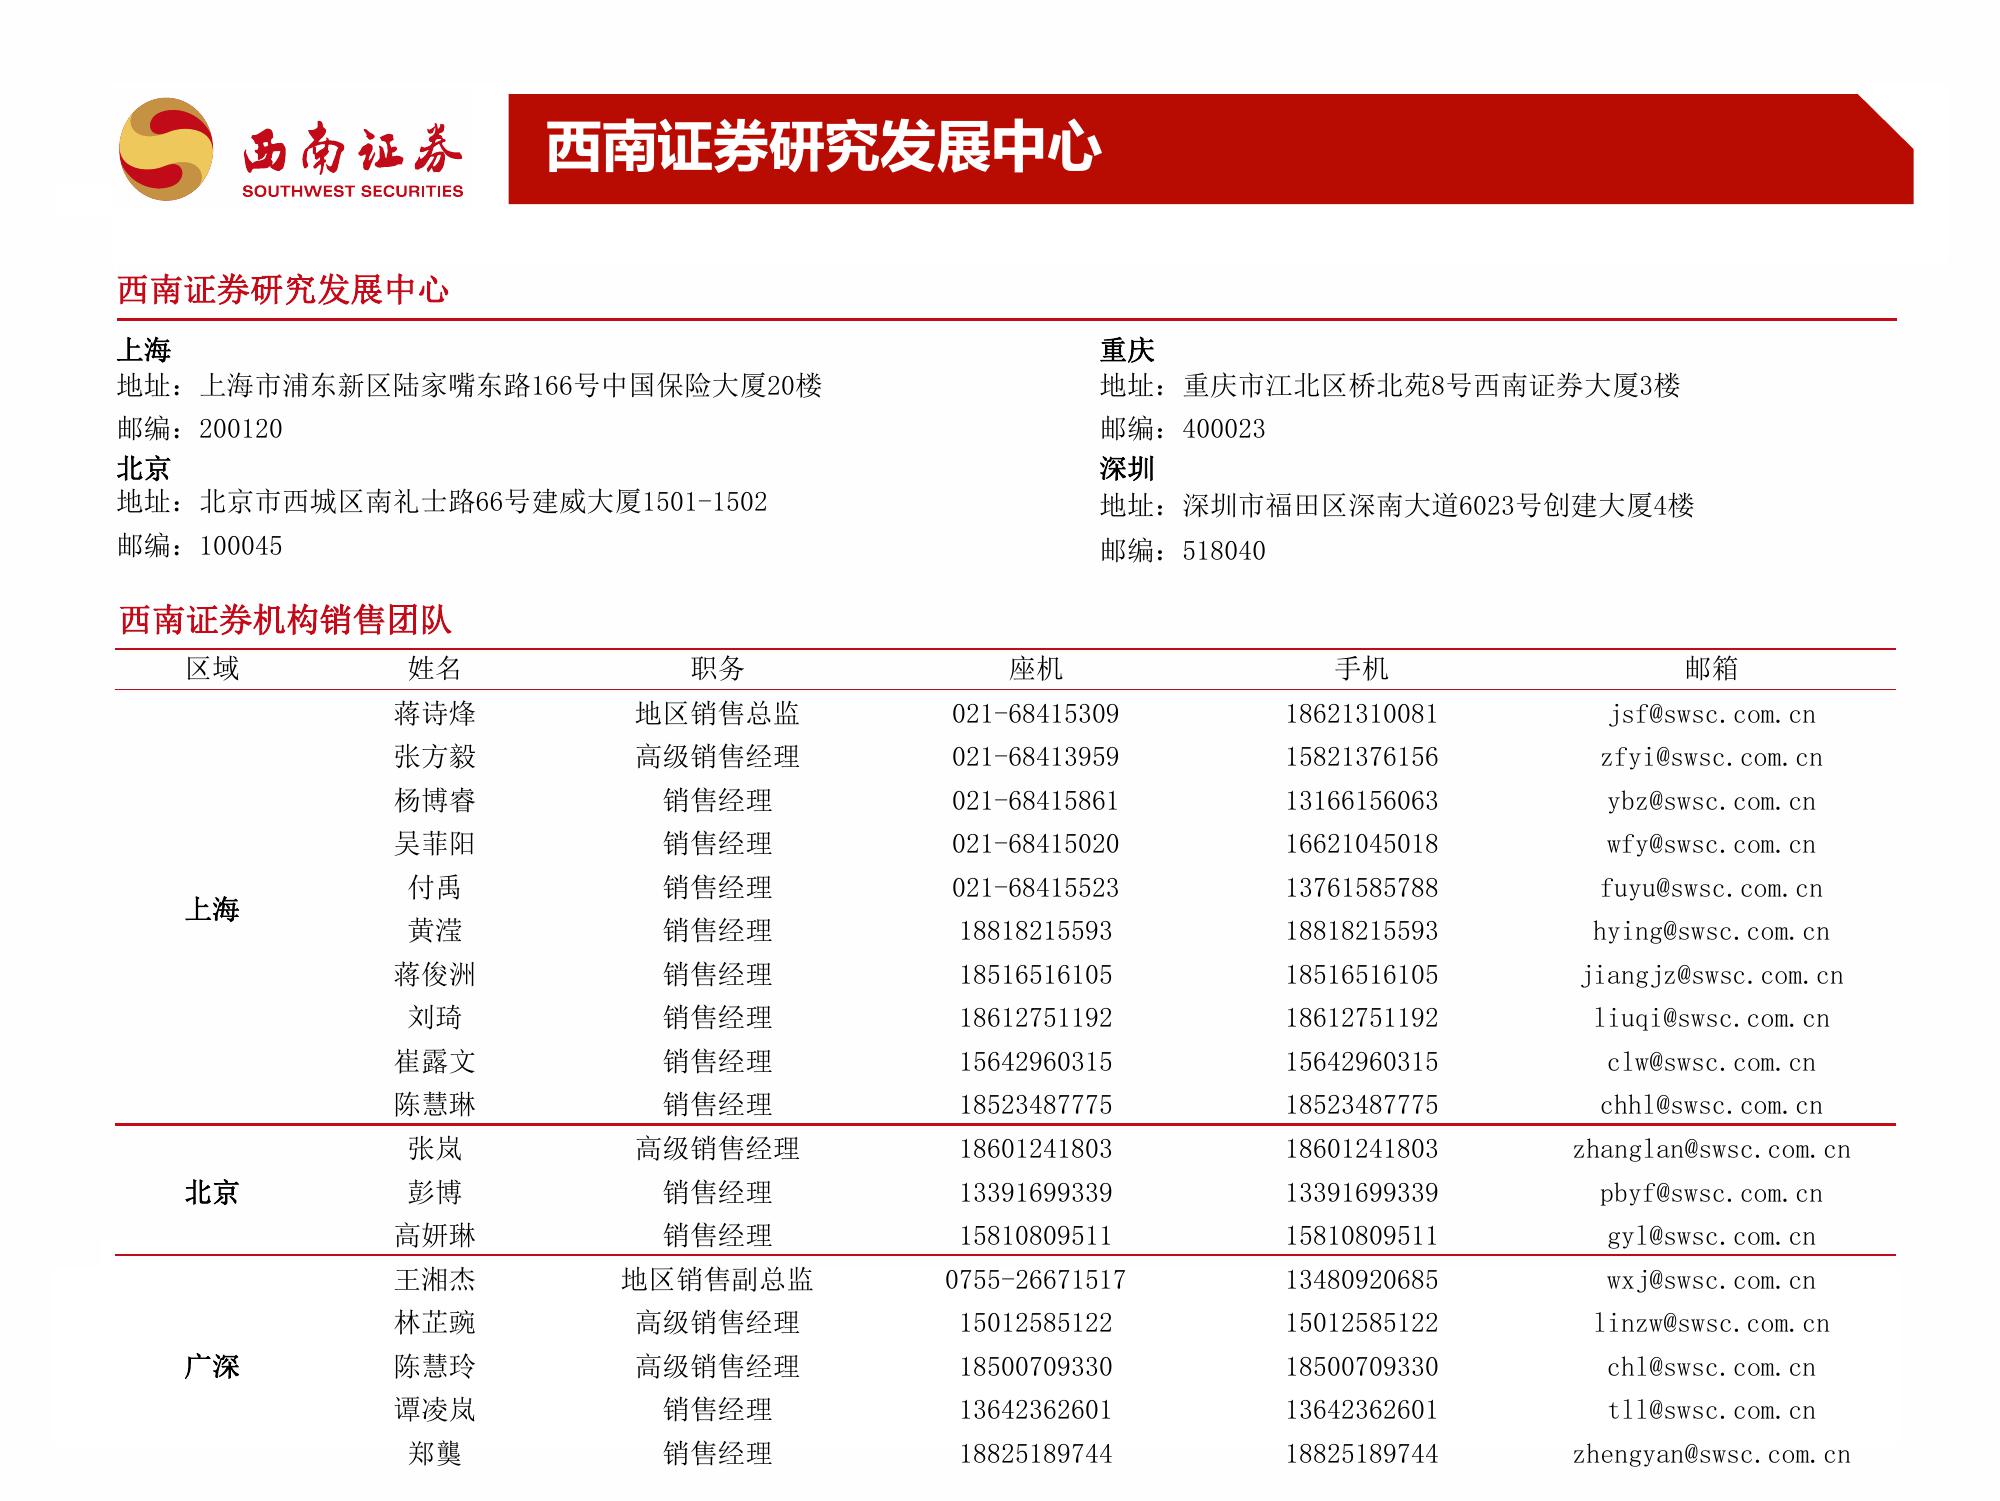 西南证券
SOUTHWEST SECURITIES
西南证券研究发展中心
西南证券研究发展中心
上海
地址：上海市浦东新区陆家嘴东路166号中国保险大厦20楼
邮编：200120
北京
地址：北京市西城区南礼士路66号建威大厦1501-1502
邮编：100045
重庆
地址：重庆市江北区桥北苑8号西南证券大厦3楼
邮编：400023
深圳
地址：深圳市福田区深南大道6023号创建大厦4楼
邮编：518040
西南证券机构销售团队
区域 姓名 职务 座机 手机 邮箱
上海
蒋诗烽 地区销售总监 021-68415309 18621310081 jsf@swsc.com.cn
张方毅 高级销售经理 021-68413959 15821376156 zfyi@swsc.com.cn
杨博睿 销售经理 021-68415861 13166156063 ybz@swsc.com.cn
吴菲阳 销售经理 021-68415020 16621045018 wfy@swsc.com.cn
付禹 销售经理 021-68415523 13761585788 fuyu@swsc.com.cn
黄滢 销售经理 18818215593 18818215593 hying@swsc.com.cn
蒋俊洲 销售经理 18516516105 18516516105 jiangjz@swsc.com.cn
刘琦 销售经理 18612751192 18612751192 liuqi@swsc.com.cn
崔露文 销售经理 15642960315 15642960315 clw@swsc.com.cn
陈慧琳 销售经理 18523487775 18523487775 chhl@swsc.com.cn
北京
张岚 高级销售经理 18601241803 18601241803 zhanglan@swsc.com.cn
彭博 销售经理 13391699339 13391699339 pbyf@swsc.com.cn
高妍琳 销售经理 15810809511 15810809511 gyl@swsc.com.cn
广深
王湘杰 地区销售副总监 0755-26671517 13480920685 wxj@swsc.com.cn
林芷豌 高级销售经理 15012585122 15012585122 linzw@swsc.com.cn
陈慧玲 高级销售经理 18500709330 18500709330 chl@swsc.com.cn
谭凌岚 销售经理 13642362601 13642362601 tll@swsc.com.cn
郑龑 销售经理 18825189744 18825189744 zhengyan@swsc.com.cn